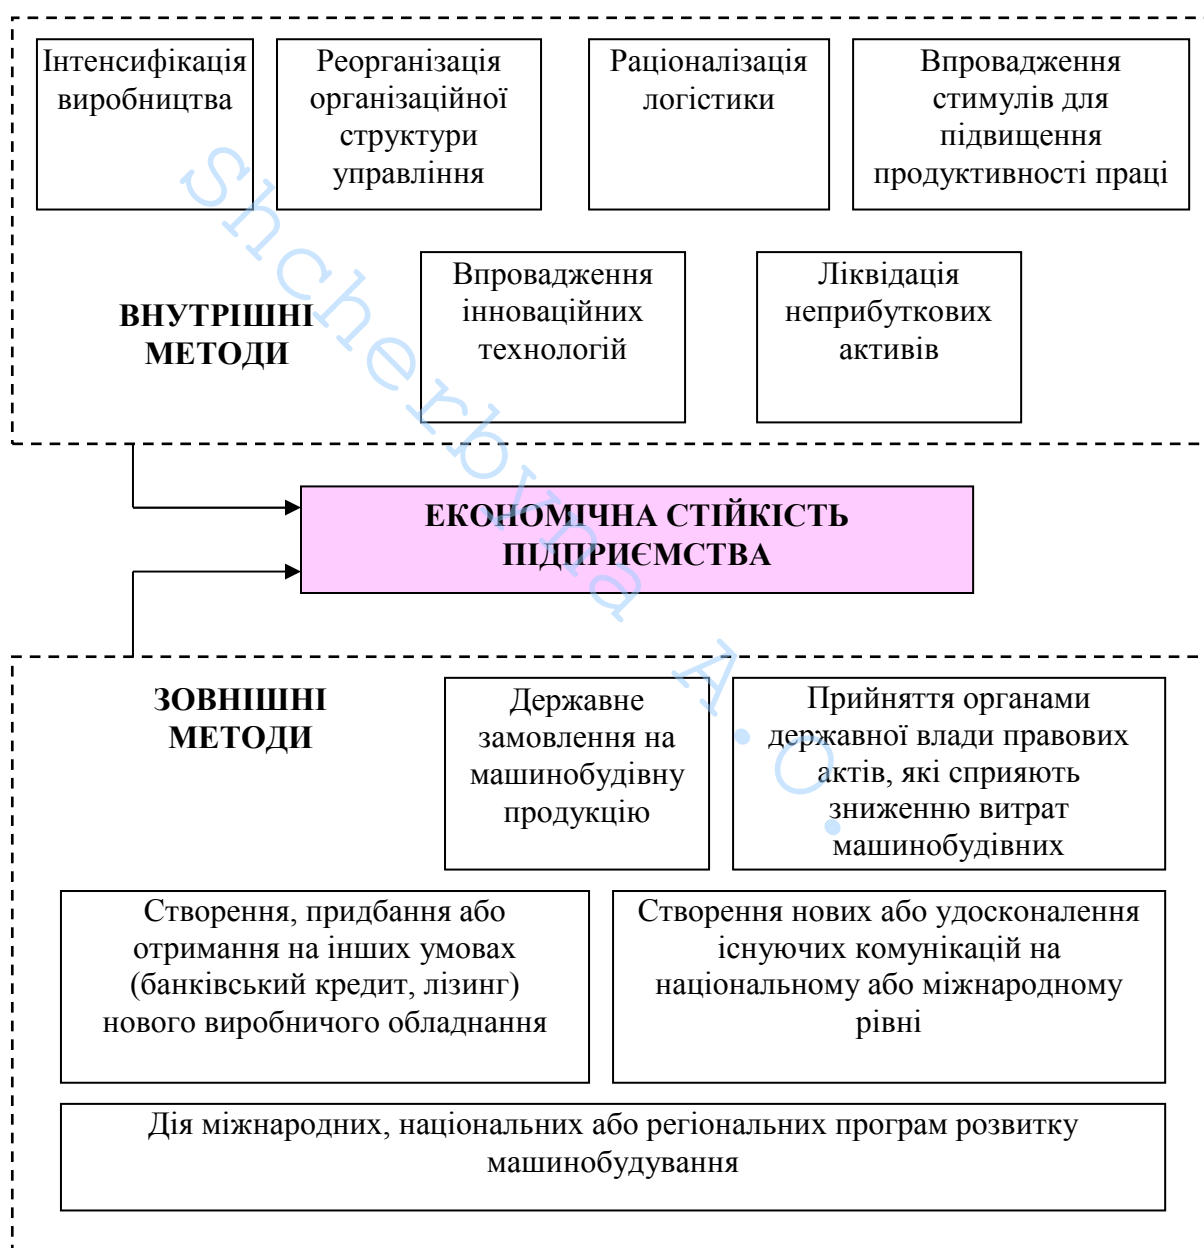 Інтенсифікація
виробництва
Реорганізація
організаційної
структури
управління
Раціоналізація
логістики
Впровадження
стимулів для
підвищення
продуктивності праці
ВНУТРІШНІ
МЕТОДИ
Впровадження
інноваційних
технологій
Ліквідація
неприбуткових
активів
ЕКОНОМІЧНА СТІЙКІСТЬ
ПІДПРИЄМСТВА
ЗОВНІШНІ
МЕТОДИ
Державне
замовлення на
машинобудівну
продукцію
Прийняття органами
державної влади правових
актів, які сприяють
зниженню витрат
машинобудівних
Створення, придбання або
отримання на інших умовах
(банківський кредит, лізинг)
нового виробничого обладнання
Створення нових або удосконалення
існуючих комунікацій на
національному або міжнародному
рівні
Дія міжнародних, національних або регіональних програм розвитку
машинобудування
Shcherbyna A.O.